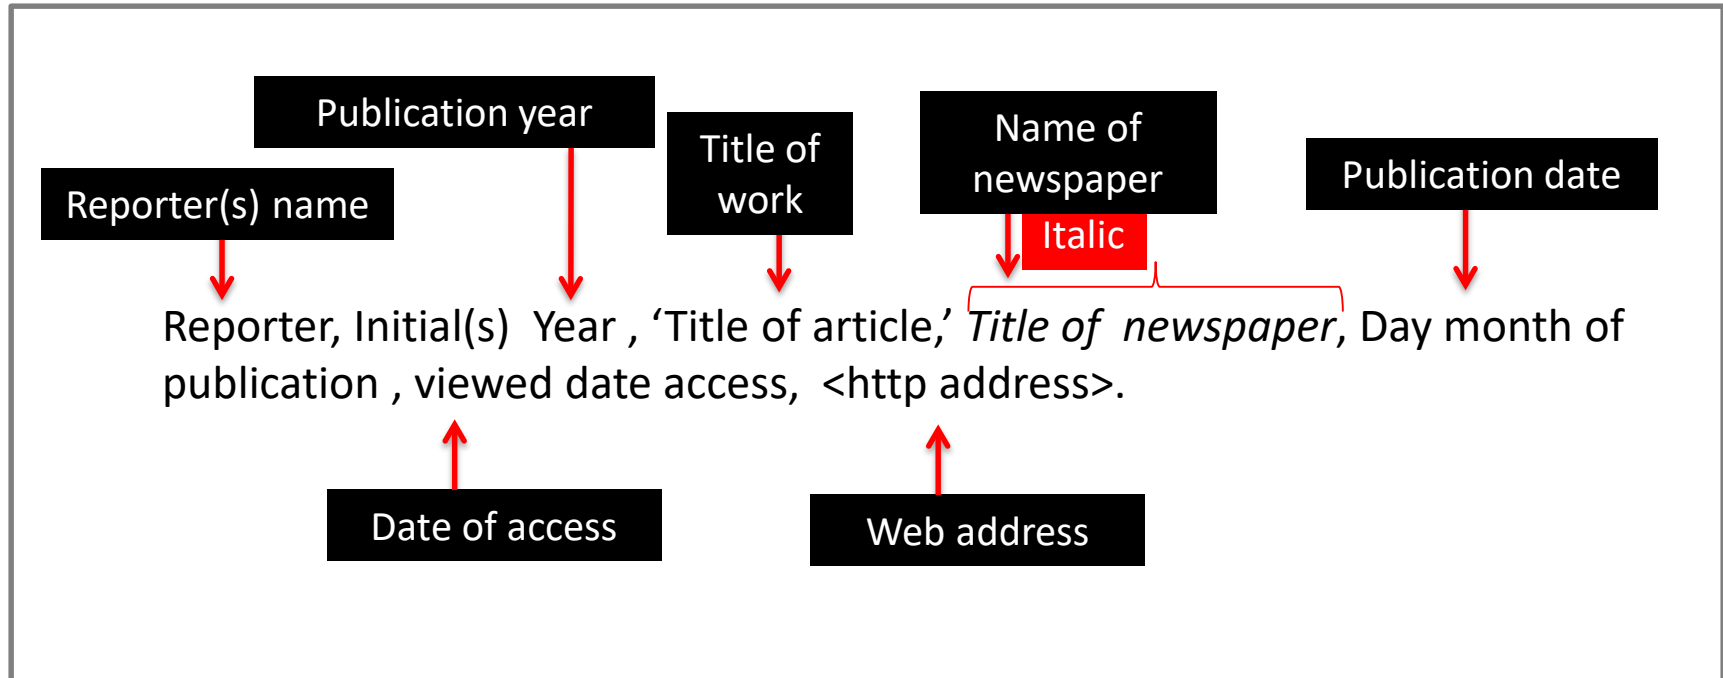 Publication year
Title of
work
Name of
newspaper
Publication date
Reporter(s) name
Italic
Reporter, Initial(s)  Year , ‘Title of article,’ Title of  newspaper, Day month of
publication , viewed date access,  <http address>.
Date of access
Web address